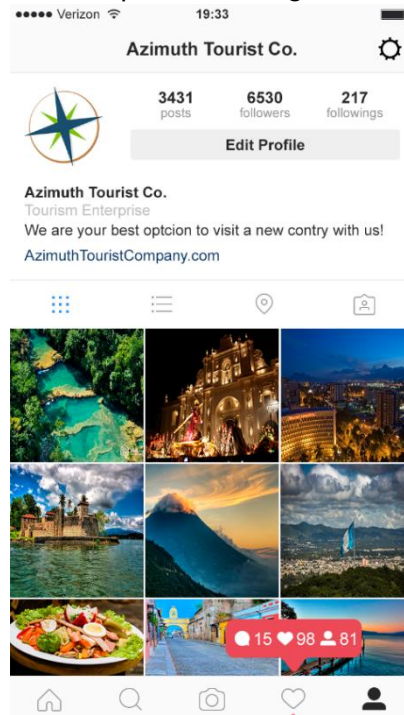 Verizon 19:33
Azimuth Tourist Co.
3431 6530 217
posts followers followings
Edit Profile
Azimuth Tourist Co.
Tourism Enterprise
We are your best optcion to visit a new contry with us!
AzimuthTouristCompany.com
15 98 81